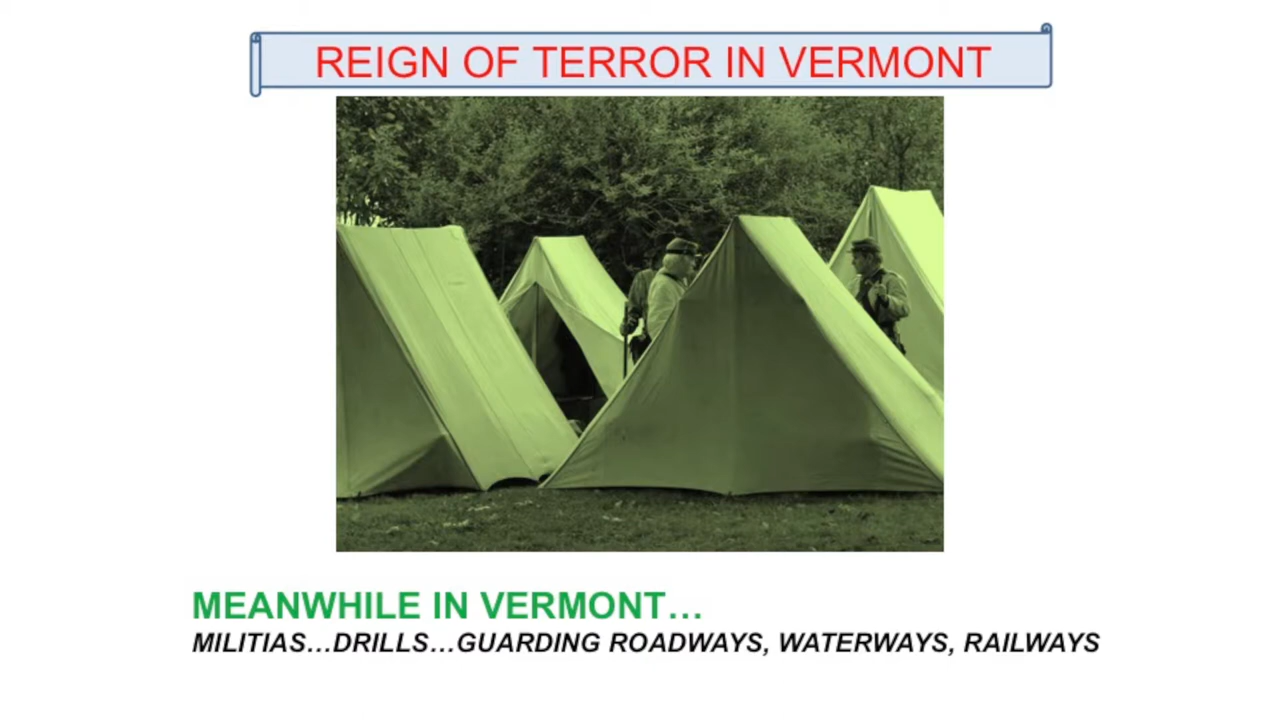 REIGN OF TERROR IN VERMONT
MEANWHILE IN VERMONT…
MILITIAS…DRILLS…GUARDING ROADWAYS, WATERWAYS, RAILWAYS